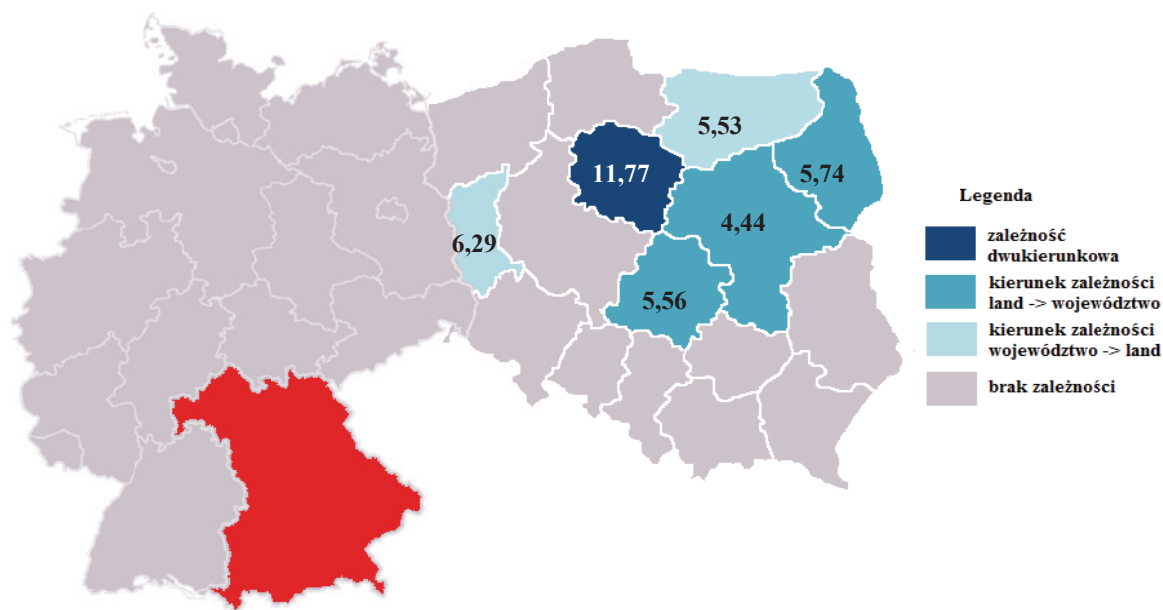 5,53
11,77
5,74
4,44
6,29
5,56
Legenda
zależność
dwukierunkowa
kierunek zależności
land -> województwo
kierunek zależności
województwo -> land
brak zależności